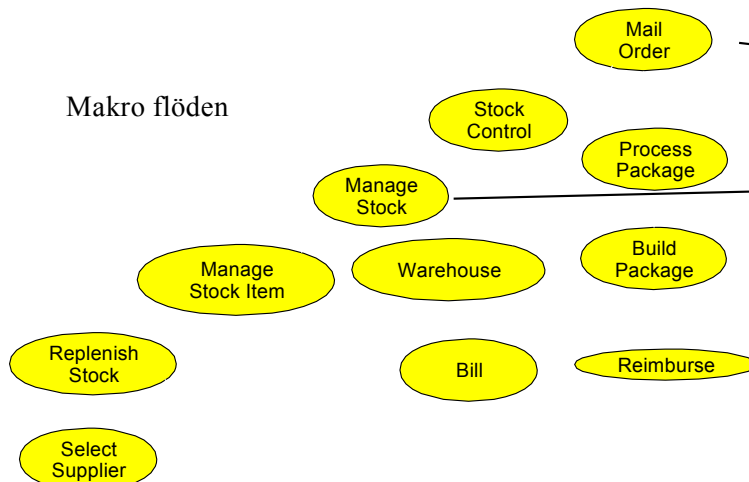 Mail
Order
Makro flöden
Stock
Control
Process
Package
Manage
Stock
Build
Package
Manage
Stock Item
Warehouse
Replenish
Stock
Bill
Reimburse
Select
Supplier